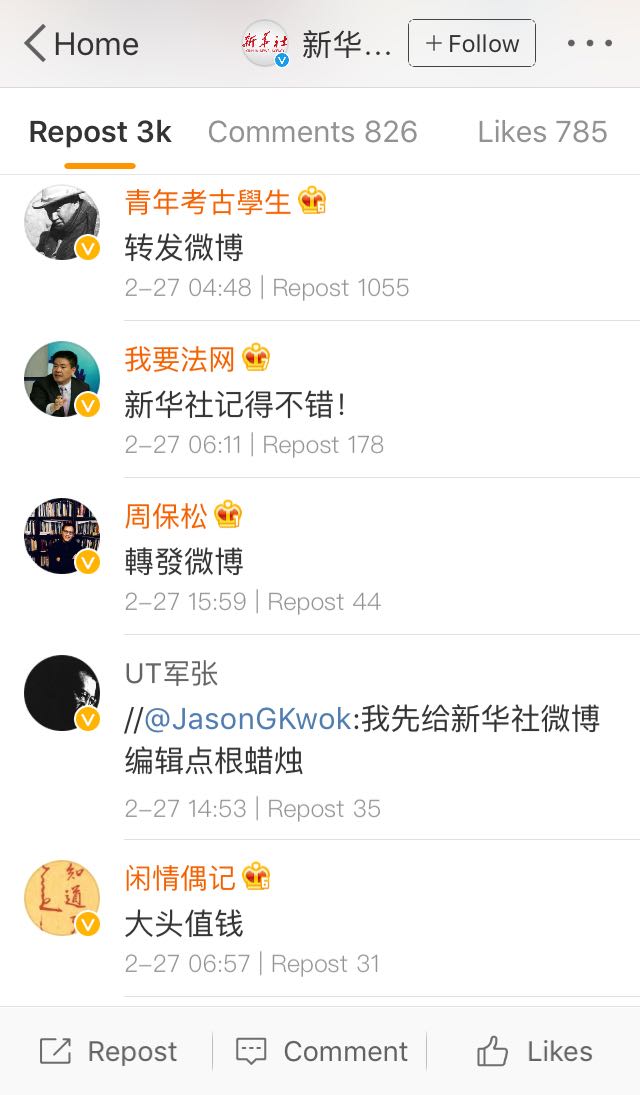 Home
新华社
新华…
+Follow
Repost 3k
Comments 826
Likes 785
青年考古學生
转发微博
2-27 04:48 | Repost 1055
我要法网
新华社记得不错!
2-27 06:11 | Repost 178
周保松
轉發微博
2-27 15:59 | Repost 44
UT军张
//@JasonGKwok:我先给新华社微博
编辑点根蜡烛
2-27 14:53 | Repost 35
知
道
闲情偶记
大头值钱
2-27 06:57 | Repost 31
Repost
Comment
Likes